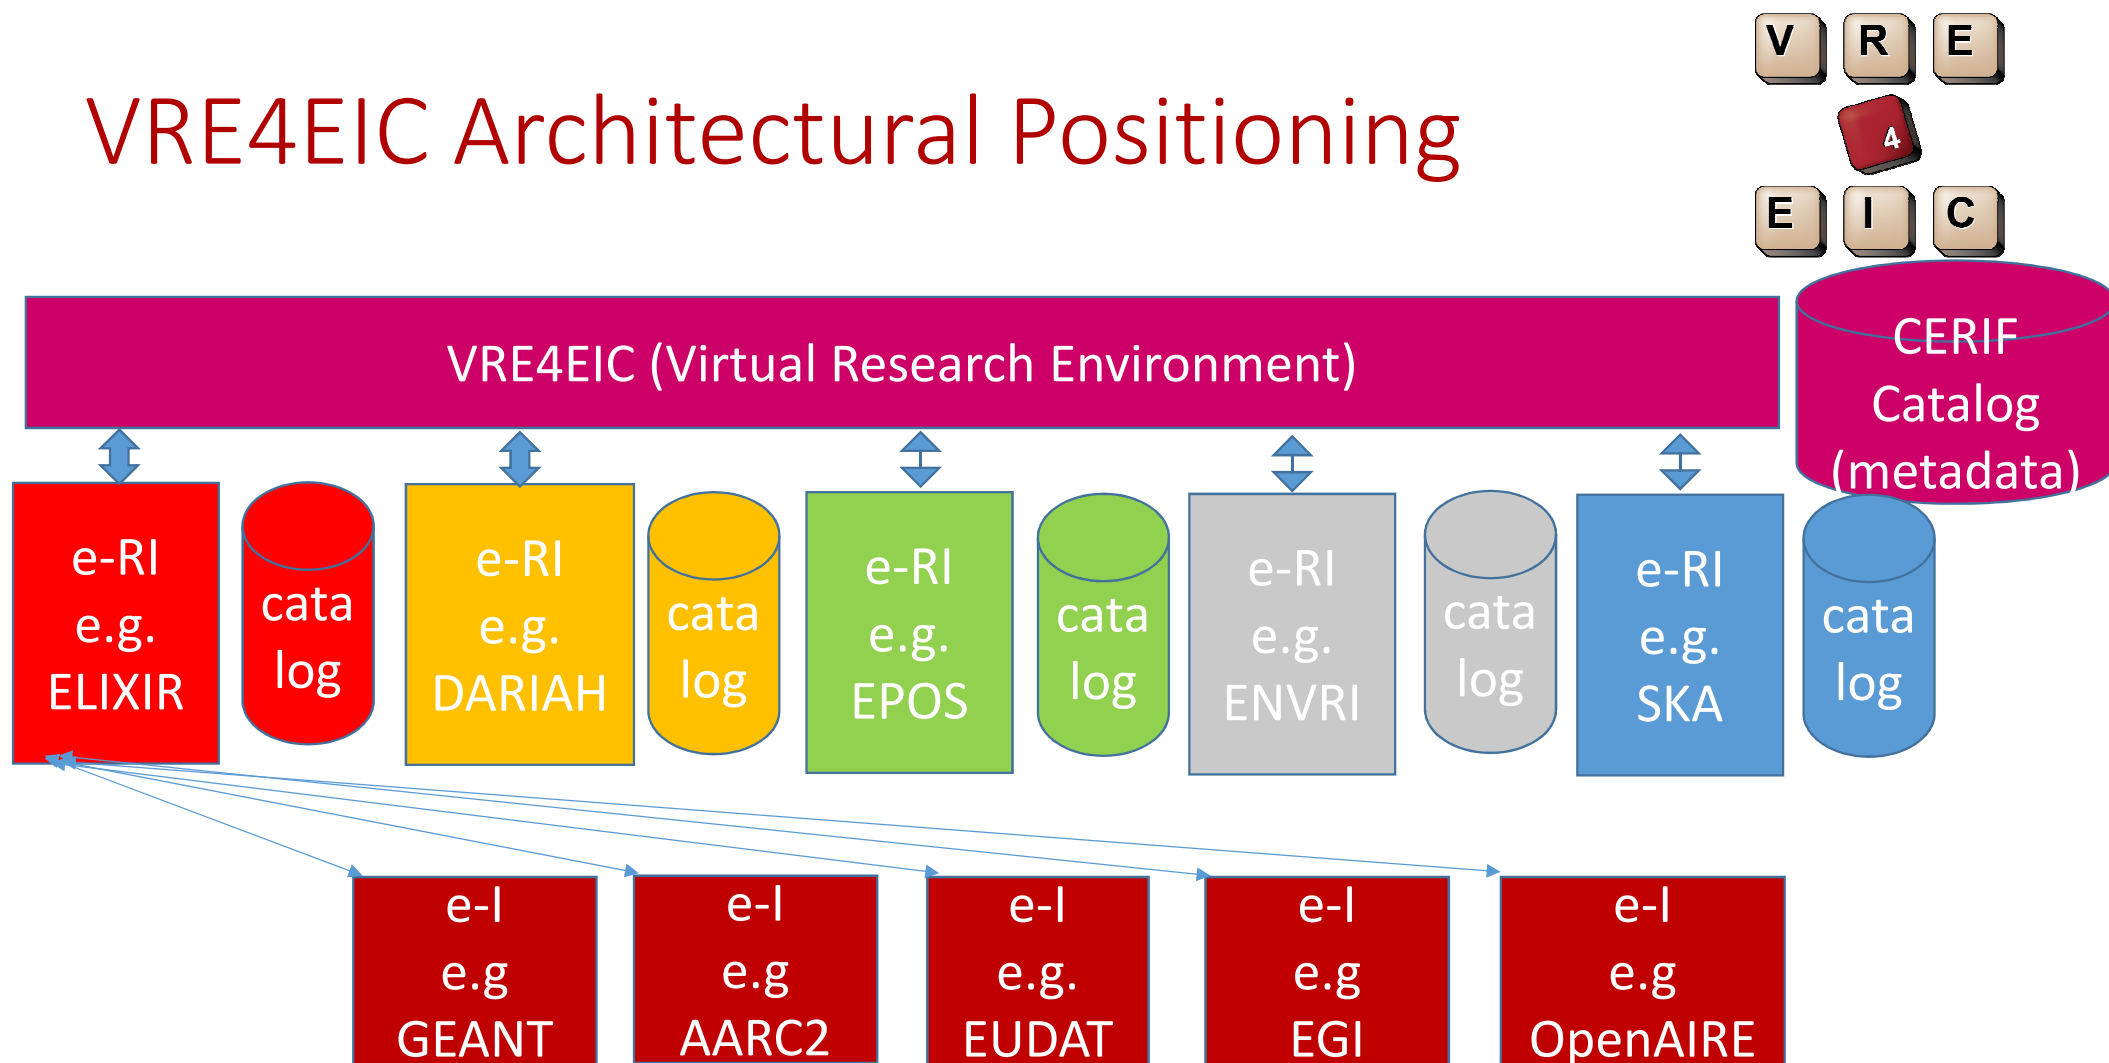 VRE4EIC Architectural Positioning
V R E
4
E I C
VRE4EIC (Virtual Research Environment)
CERIF
Catalog
(metadata)
e-RI
e.g.
ELIXIR
cata
log
e-RI
e.g.
DARIAH
cata
log
e-RI
e.g.
EPOS
cata
log
e-RI
e.g.
ENVRI
cata
log
e-RI
e.g.
SKA
cata
log
e-I
e.g
GEANT
e-I
e.g
AARC2
e-I
e.g.
EUDAT
e-I
e.g
EGI
e-I
e.g
OpenAIRE